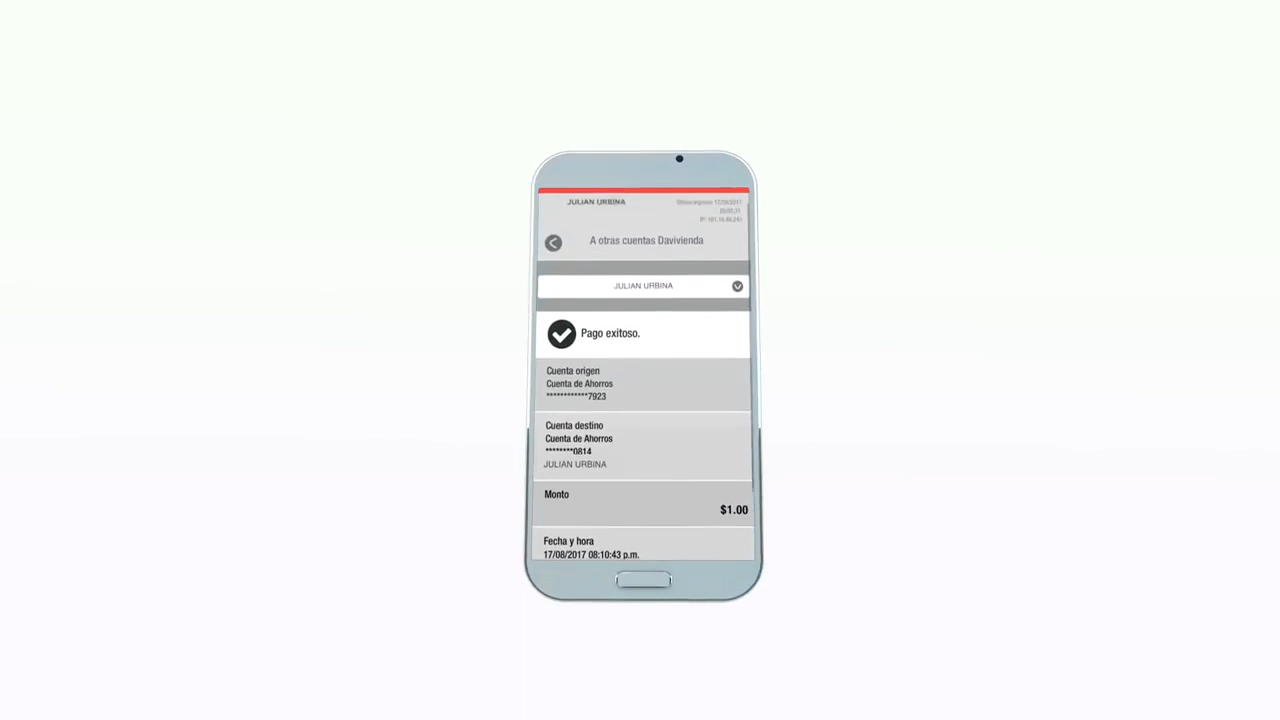 JULIAN URBINA
A otras cuentas Davivienda
JULIAN URBINA
Pago exitoso.
Cuenta origen
Cuenta de Ahorros
************7923
Cuenta destino
Cuenta de Ahorros
********0814
JULIAN URBINA
Monto
$1.00
Fecha y hora
17/08/2017 08:10:43 p.m.